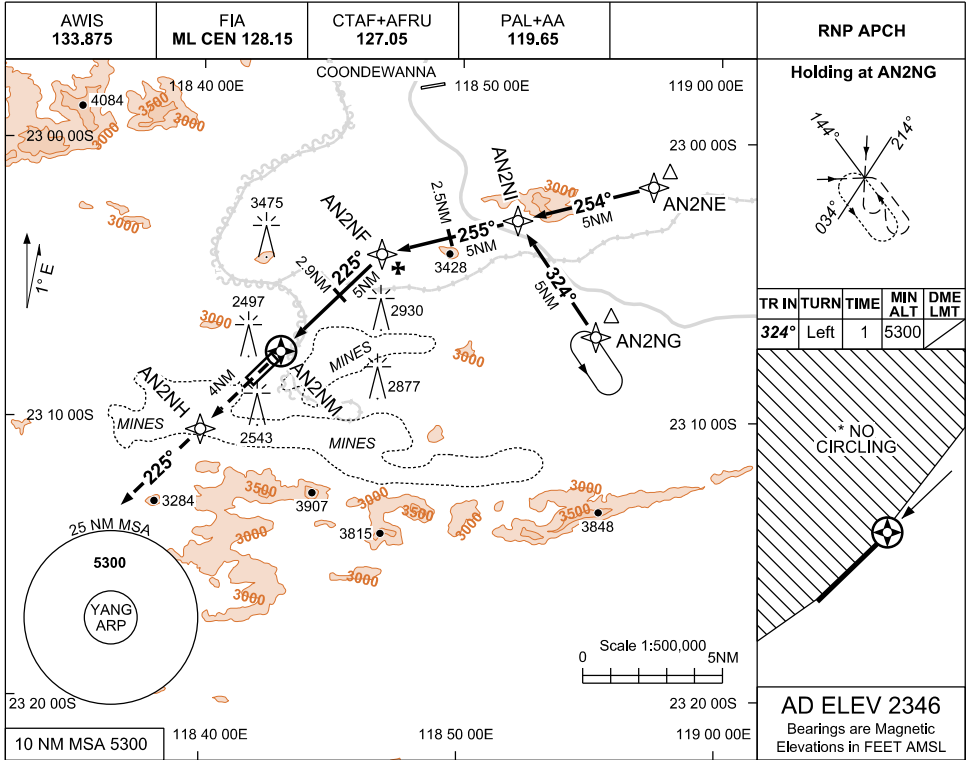 AWIS
133.875
FIA
ML CEN 128.15
CTAF+AFRU
127.05
PAL+AA
119.65
RNP APCH
118 40 00E
COONDEWANNA
118 50 00E
119 00 00E
4084
3500
3000
3000
23 00 00S
23 00 00S
3000
3475
AN2NF
2.5NM
AN2NI
3000
254°
5NM
AN2NE
255°
5NM
3428
1° E
225°
2.9NM
5NM
324°
5NM
2497
3000
2930
AN2NG
MINES
3000
4NM
AN2NM
2877
AN2NH
23 10 00S
23 10 00S
MINES
2543
MINES
225°
3284
3500
3907
3000
3500
3000
3000
3500
3848
3815
3000
3000
3000
25 NM MSA
5300
YANG
ARP
Scale 1:500,000
0
5NM
23 20 00S
23 20 00S
10 NM MSA 5300
118 40 00E
118 50 00E
119 00 00E
Holding at AN2NG
144°
214°
034°
TR IN
TURN
TIME
MIN
ALT
DME
LMT
324°
Left
1
5300
* NO
CIRCLING
AD ELEV 2346
Bearings are Magnetic
Elevations in FEET AMSL